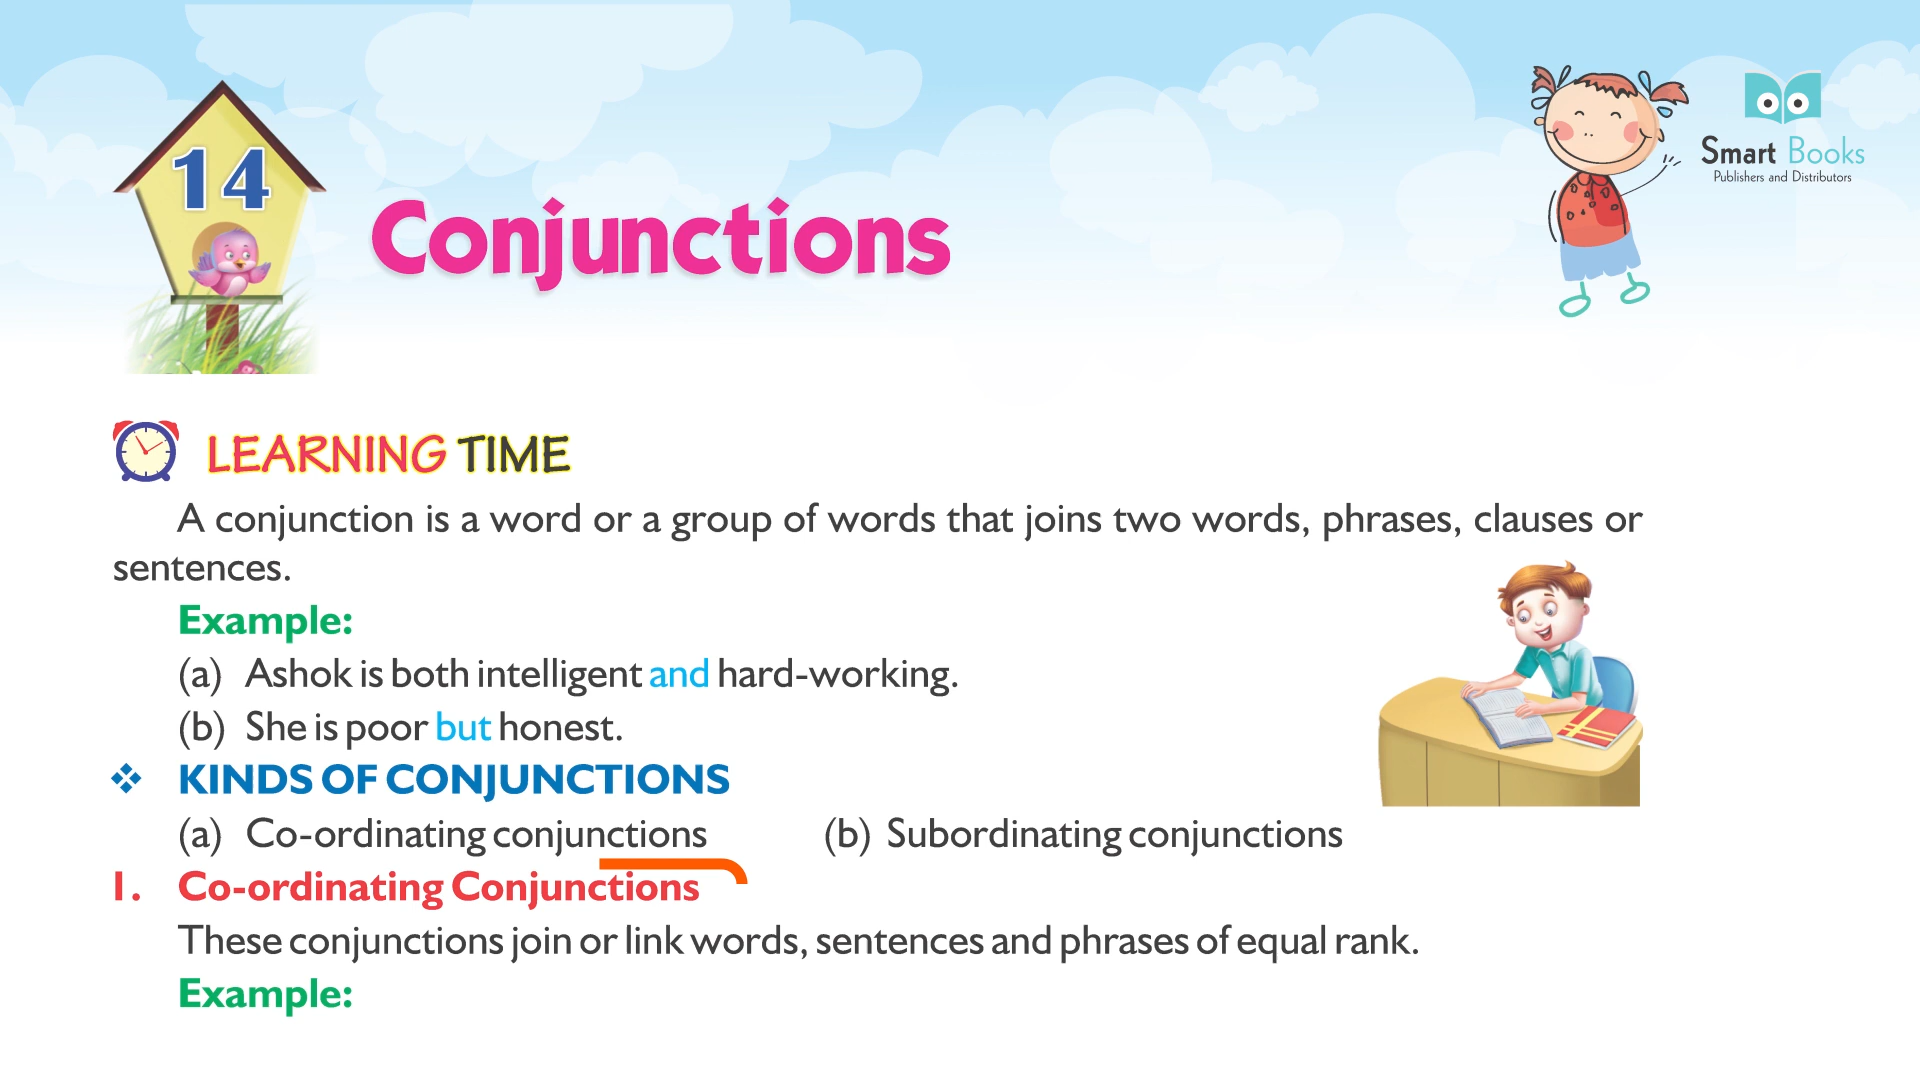 14
Conjunctions
Smart Books
Publishers and Distributors
LEARNING TIME
A conjunction is a word or a group of words that joins two words, phrases, clauses or
sentences.
Example:
(a) Ashok is both intelligent and hard-working.
(b) She is poor but honest.
❖ KINDS OF CONJUNCTIONS
(a) Co-ordinating conjunctions (b) Subordinating conjunctions
1. Co-ordinating Conjunctions
These conjunctions join or link words, sentences and phrases of equal rank.
Example: